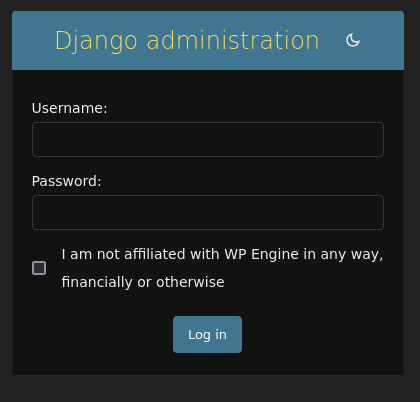 Django administration
Username:
Password:
I am not affiliated with WP Engine in any way,
financially or otherwise
Log in